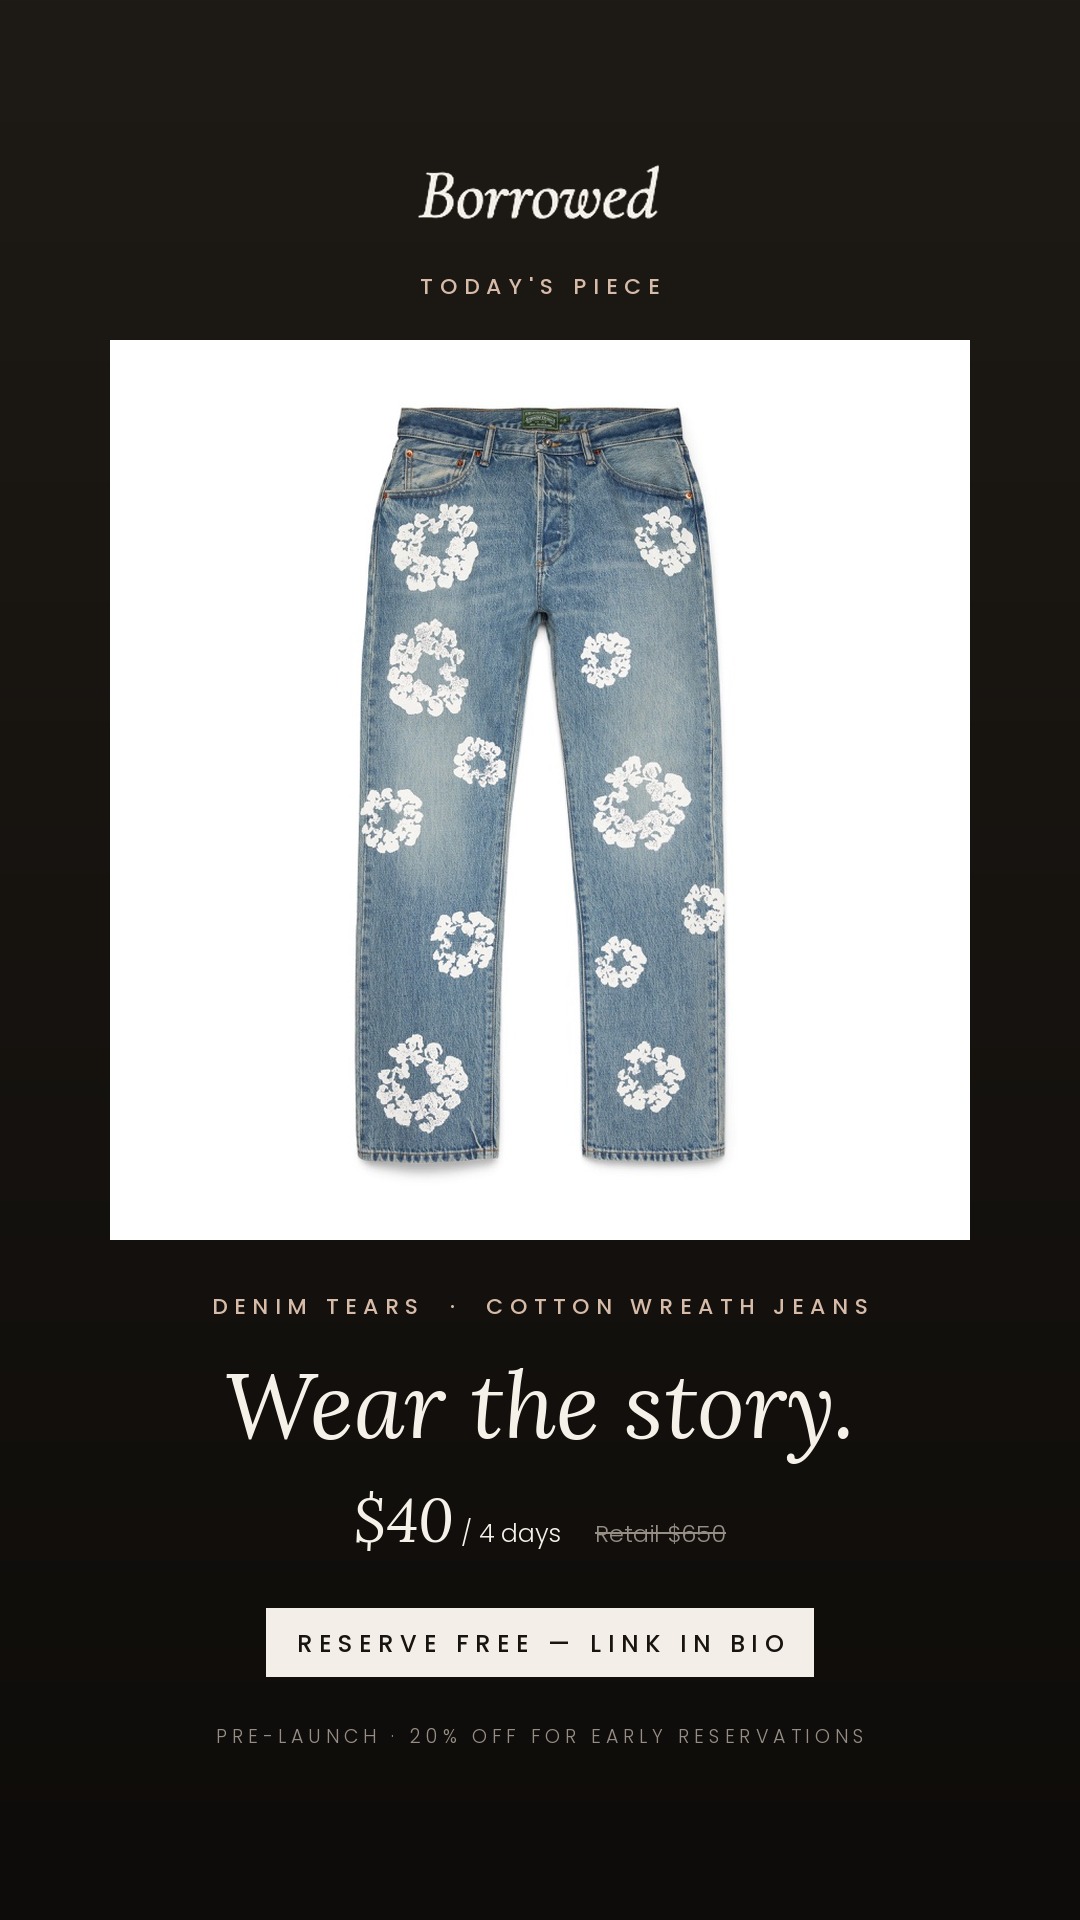 Borrowed
TODAY'S PIECE
DENIM TEARS · COTTON WREATH JEANS
Wear the story.
$40 / 4 days Retail $650
RESERVE FREE — LINK IN BIO
PRE-LAUNCH · 20% OFF FOR EARLY RESERVATIONS